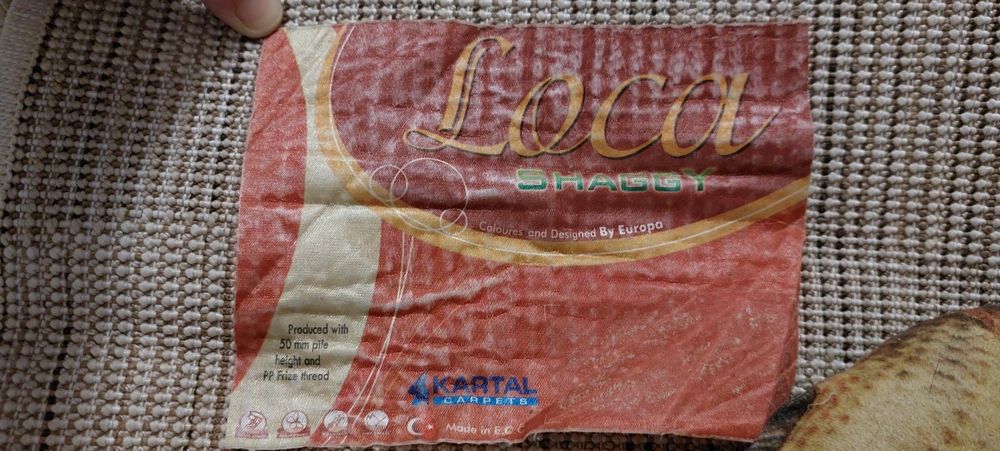 Loca
SHAGGY
Coloures and Designed By Europa
Produced with
50 mm pile
height and
PP Frize thread
KARTAL
CARPETS
Made in E.C